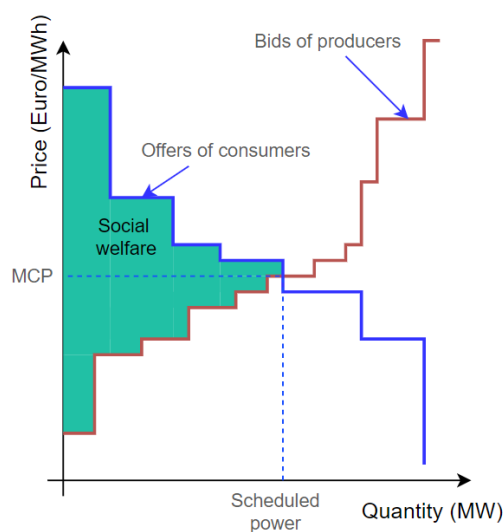 Bids of producers
Price (Euro/MWh)
Offers of consumers
Social
welfare
MCP
Scheduled
power
Quantity (MW)